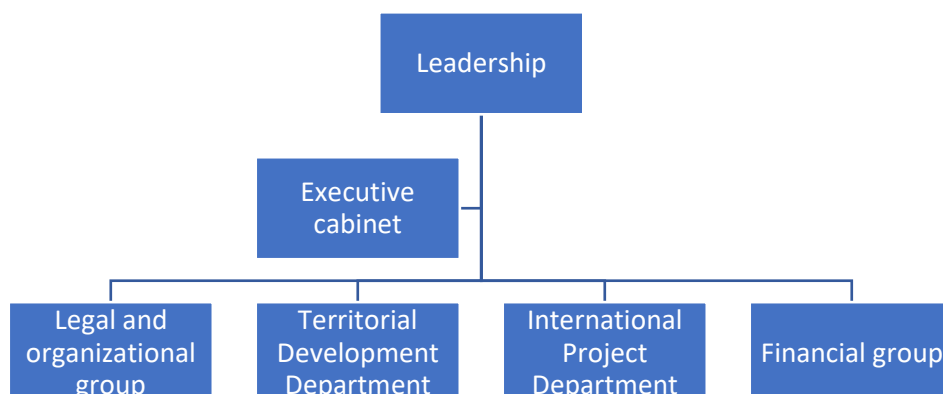 Leadership
Executive
cabinet
Legal and
organizational
group
Territorial
Development
Department
International
Project
Department
Financial group